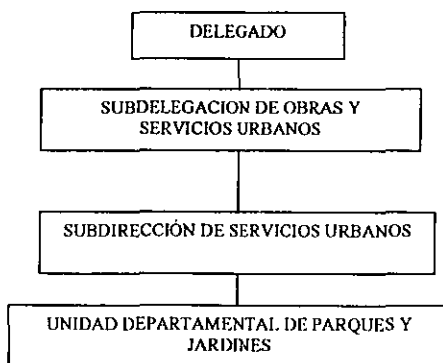 DELEGADO
SUBDELEGACION DE OBRAS Y
SERVICIOS URBANOS
SUBDIRECCIÓN DE SERVICIOS URBANOS
UNIDAD DEPARTAMENTAL DE PARQUES Y
JARDINES